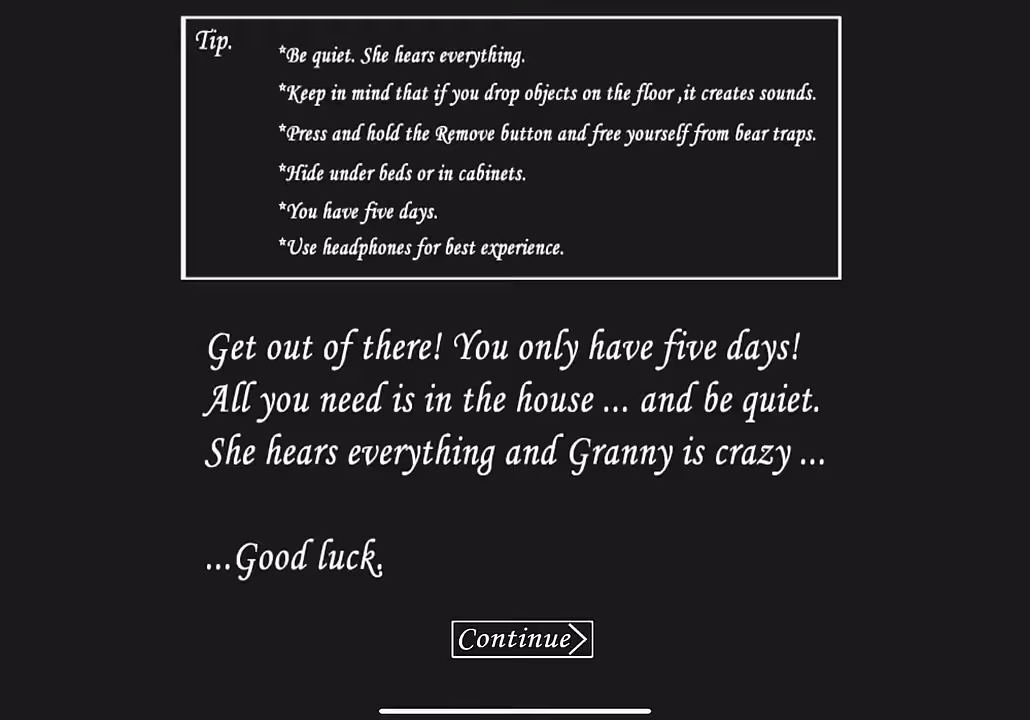 Tip.
*Be quiet. She hears everything.
*Keep in mind that if you drop objects on the floor ,it creates sounds.
*Press and hold the Remove button and free yourself from bear traps.
*Hide under beds or in cabinets.
*You have five days.
*Use headphones for best experience.
Get out of there! You only have five days!
All you need is in the house ... and be quiet.
She hears everything and Granny is crazy ...
...Good luck.
Continue>